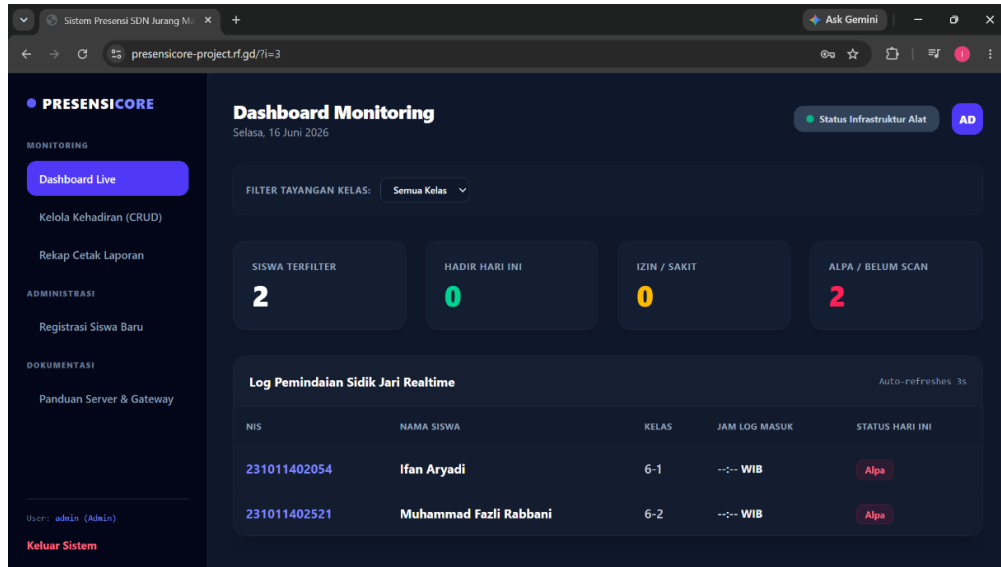 Sistem Presensi SDN Jurang Ma
Ask Gemini
presensicore-project.rf.gd/?i=3
PRESENSICORE
MONITORING
Dashboard Live
Kelola Kehadiran (CRUD)
Rekap Cetak Laporan
ADMINISTRASI
Registrasi Siswa Baru
DOKUMENTASI
Panduan Server & Gateway
User: admin (Admin)
Keluar Sistem
Dashboard Monitoring
Selasa, 16 Juni 2026
Status Infrastruktur Alat
AD
FILTER TAYANGAN KELAS: Semua Kelas
SISWA TERFILTER
2
HADIR HARI INI
0
IZIN / SAKIT
0
ALPA / BELUM SCAN
2
Log Pemindaian Sidik Jari Realtime
Auto-refreshes 3s
NIS NAMA SISWA KELAS JAM LOG MASUK STATUS HARI INI
231011402054 Ifan Aryadi 6-1 --:-- WIB Alpa
231011402521 Muhammad Fazli Rabbani 6-2 --:-- WIB Alpa